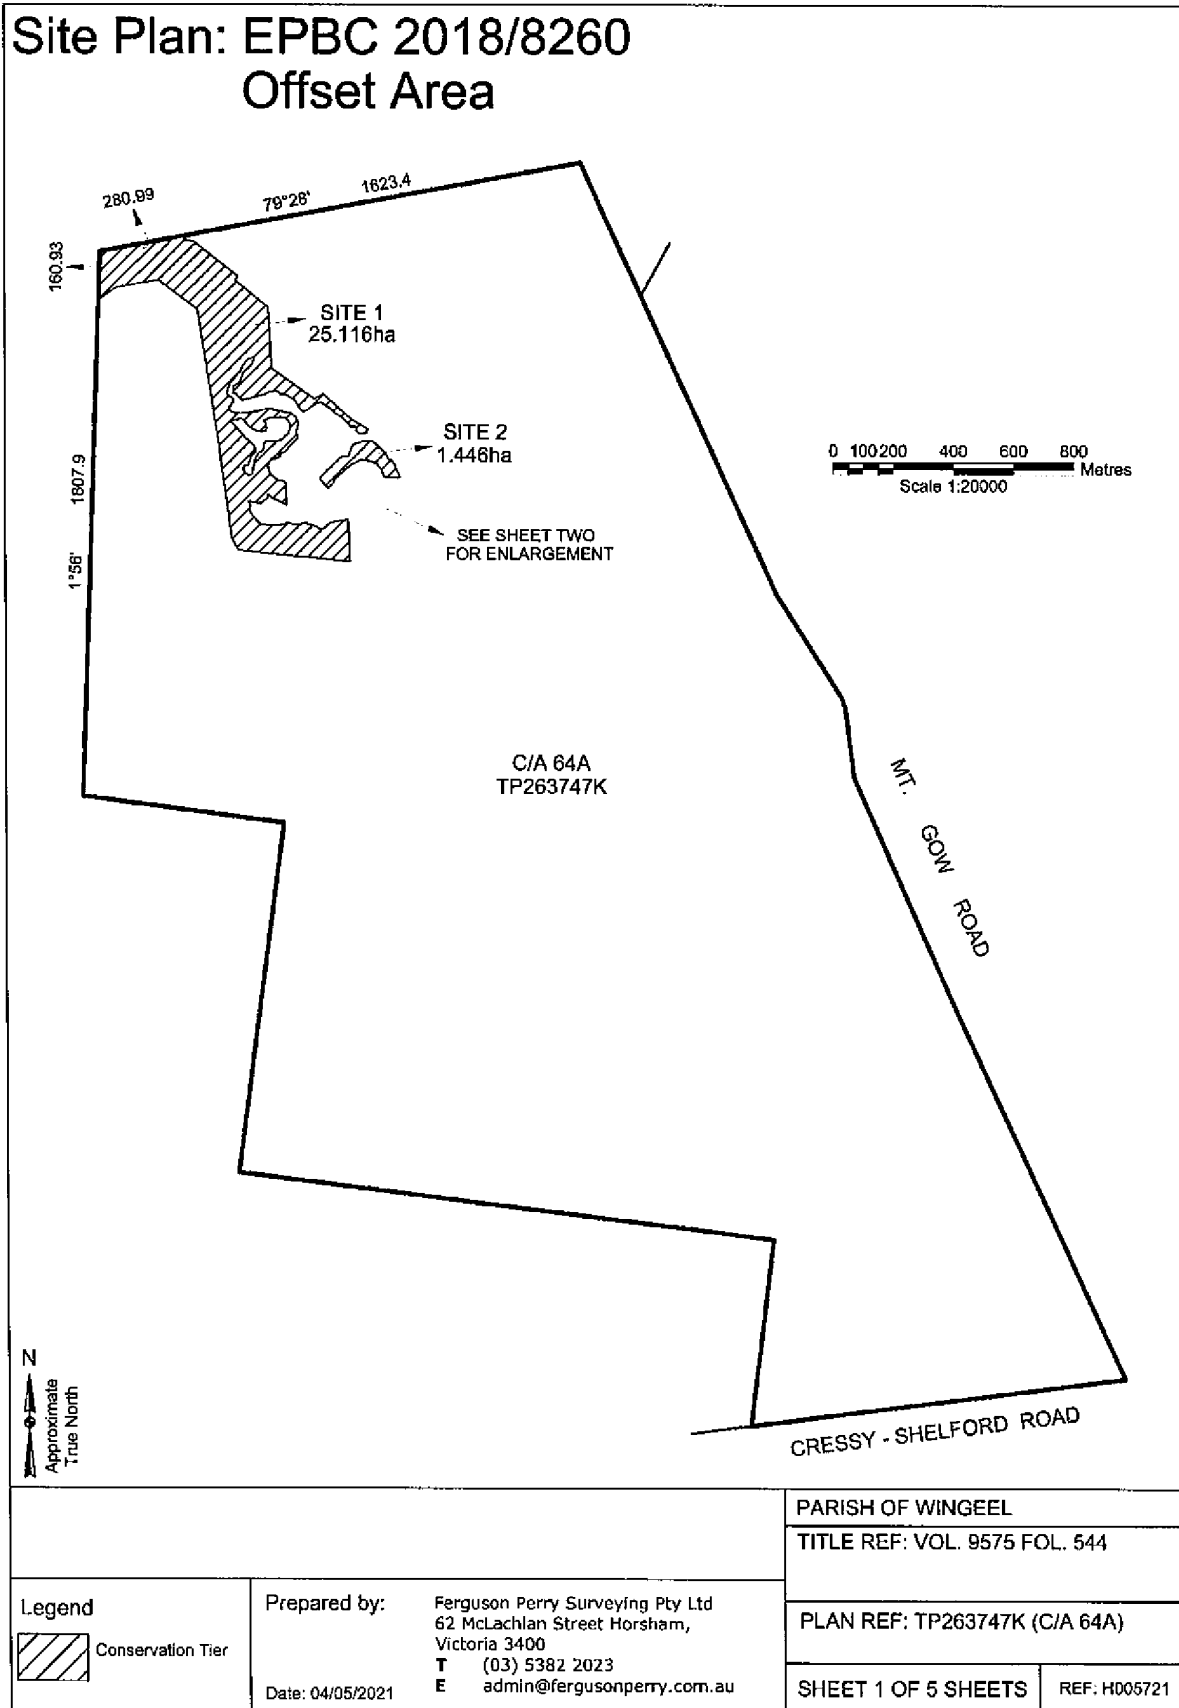 Site Plan: EPBC 2018/8260
Offset Area
280.99
79°28'
1623.4
160.93
SITE 1
25.116ha
SITE 2
1.446ha
SEE SHEET TWO
FOR ENLARGEMENT
1807.9
1°56'
0 100 200 400 600 800
Metres
Scale 1:20000
C/A 64A
TP263747K
MT. GOW ROAD
CRESSY - SHELFORD ROAD
N
Approximate
True North
PARISH OF WINGEEL
TITLE REF: VOL. 9575 FOL. 544
PLAN REF: TP263747K (C/A 64A)
SHEET 1 OF 5 SHEETS
REF: H005721
Legend
Conservation Tier
Prepared by:
Ferguson Perry Surveying Pty Ltd
62 McLachlan Street Horsham,
Victoria 3400
T (03) 5382 2023
E admin@fergusonperry.com.au
Date: 04/05/2021